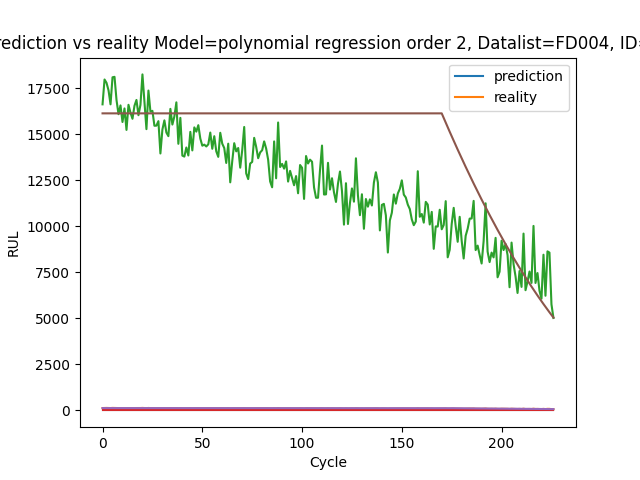 rediction vs reality Model=polynomial regression order 2, Datalist=FD004, ID=
prediction
reality
17500
15000
12500
10000
7500
5000
2500
0
RUL
0 50 100 150 200
Cycle